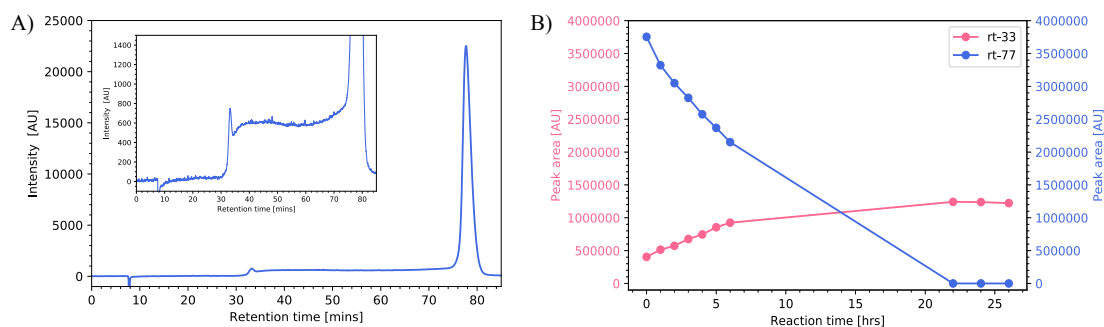 A)
25000
20000
15000
10000
5000
0
Intensity [AU]
0 10 20 30 40 50 60 70 80
Retention time [mins]
1400
1200
1000
800
600
400
200
0
Intensity [AU]
0 10 20 30 40 50 60 70 80
Retention time [mins]
B)
4000000
3500000
3000000
2500000
2000000
1500000
1000000
500000
0
Peak area [AU]
0 5 10 15 20 25
Reaction time [hrs]
rt-33
rt-77
4000000
3500000
3000000
2500000
2000000
1500000
1000000
500000
0
Peak area [AU]